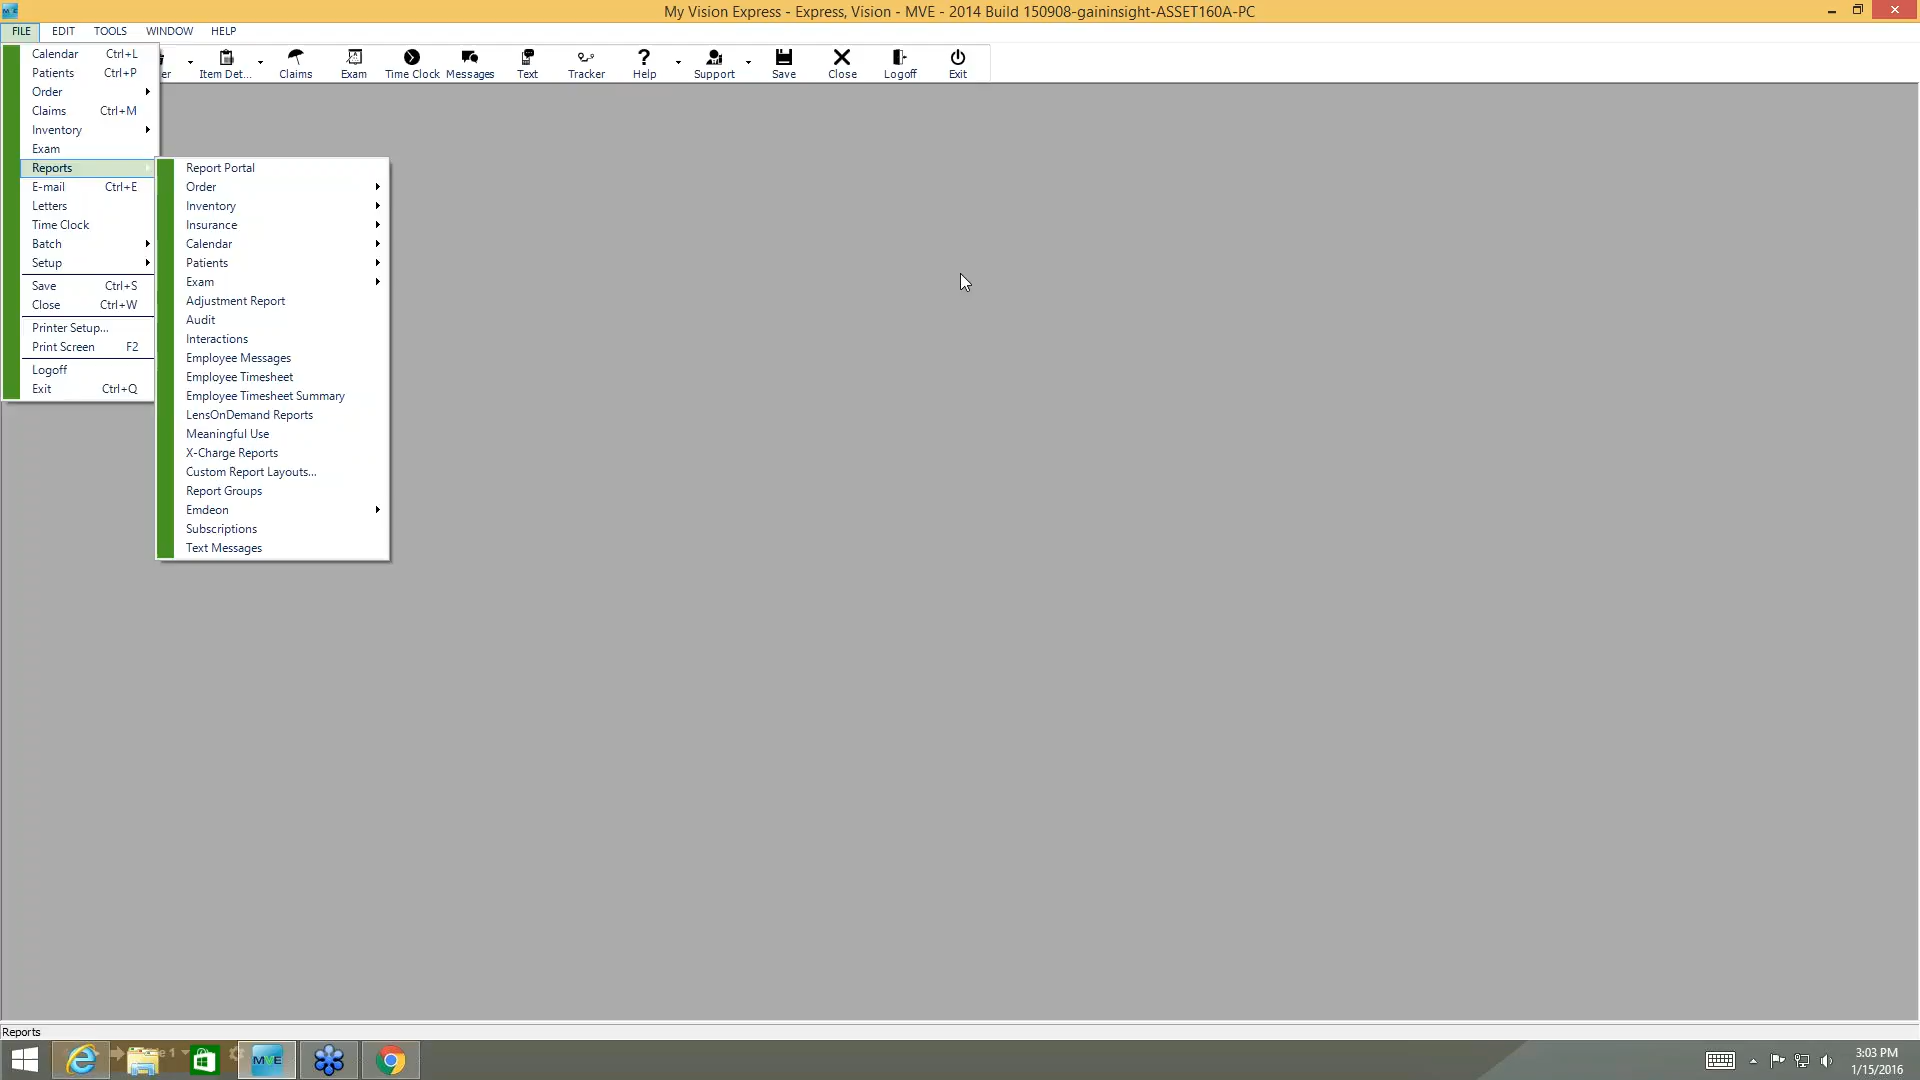 My Vision Express - Express, Vision - MVE - 2014 Build 150908-gaininsight-ASSET160A-PC
FILE EDIT TOOLS WINDOW HELP
er Item Det... Claims Exam Time Clock Messages Text Tracker Help Support Save Close Logoff Exit
Calendar Ctrl+L
Patients Ctrl+P
Order
Claims Ctrl+M
Inventory
Exam
Reports
E-mail Ctrl+E
Letters
Time Clock
Batch
Setup
Save Ctrl+S
Close Ctrl+W
Printer Setup...
Print Screen F2
Logoff
Exit Ctrl+Q
Report Portal
Order
Inventory
Insurance
Calendar
Patients
Exam
Adjustment Report
Audit
Interactions
Employee Messages
Employee Timesheet
Employee Timesheet Summary
LensOnDemand Reports
Meaningful Use
X-Charge Reports
Custom Report Layouts...
Report Groups
Emdeon
Subscriptions
Text Messages
Reports
MVE
3:03 PM
1/15/2016